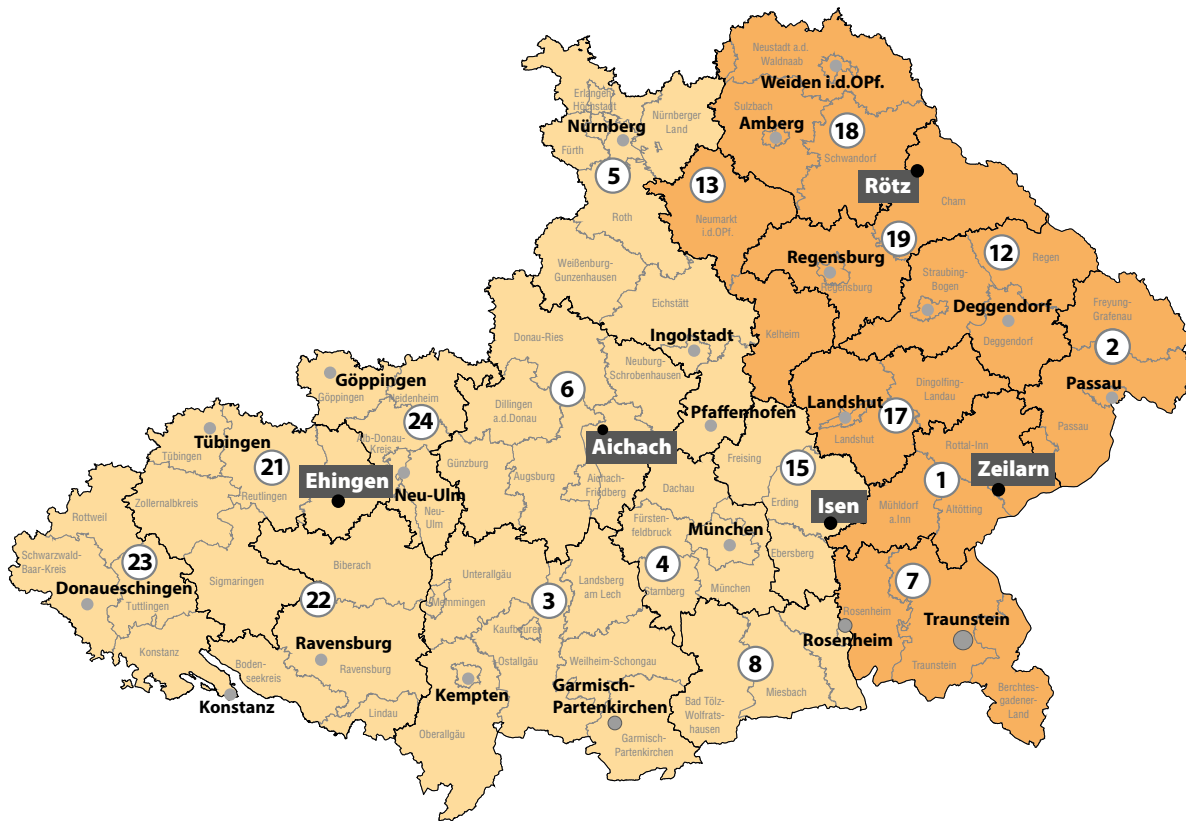 Neustadt a.d.
Waldnaab
Weiden i.d.OPf.
Erlangen-
Höchstadt
Nürnberger
Land
Sulzbach
Amberg
18
Nürnberg
Fürth
Schwandorf
5
13
Rötz
Cham
Roth
Neumarkt
i.d.OPf.
19
12
Regen
Regensburg
Regensburg
Weißenburg-
Gunzenhausen
Straubing-
Bogen
Eichstätt
Freyung-
Grafenau
Deggendorf
Deggendorf
Kelheim
Ingolstadt
Donau-Ries
2
Neuburg-
Schrobenhausen
Göppingen
Göppingen
Heidenheim
6
Dingolfing-
Landau
Passau
Dillingen
a.d.Donau
Landshut
Landshut
17
24
Pfaffenhofen
Passau
Tübingen
Tübingen
Alb-Donau-
Kreis
Aichach
Rottal-Inn
Günzburg
Freising
15
Zeilarn
21
Reutlingen
Ehingen
Augsburg
Aichach-
Friedberg
Dachau
1
Zollernalbkreis
Neu-Ulm
Neu-
Ulm
Erding
Isen
Mühldorf
a.Inn
Altötting
Rottweil
Fürsten-
feldbruck
München
München
Schwarzwald-
Baar-Kreis
23
Biberach
Unterallgäu
Landsberg
am Lech
4
Ebersberg
Donaueschingen
Tuttlingen
Sigmaringen
22
Memmingen
3
Starnberg
7
Rosenheim
Rosenheim
Traunstein
Traunstein
Kaufbeuren
Ravensburg
Ravensburg
Konstanz
Boden-
seekreis
Ostallgäu
Weilheim-Schongau
8
Miesbach
Kempten
Garmisch-
Partenkirchen
Bad Tölz-
Wolfrats-
hausen
Berchtes-
gadener-
Land
Konstanz
Lindau
Oberallgäu
Garmisch-
Partenkirchen